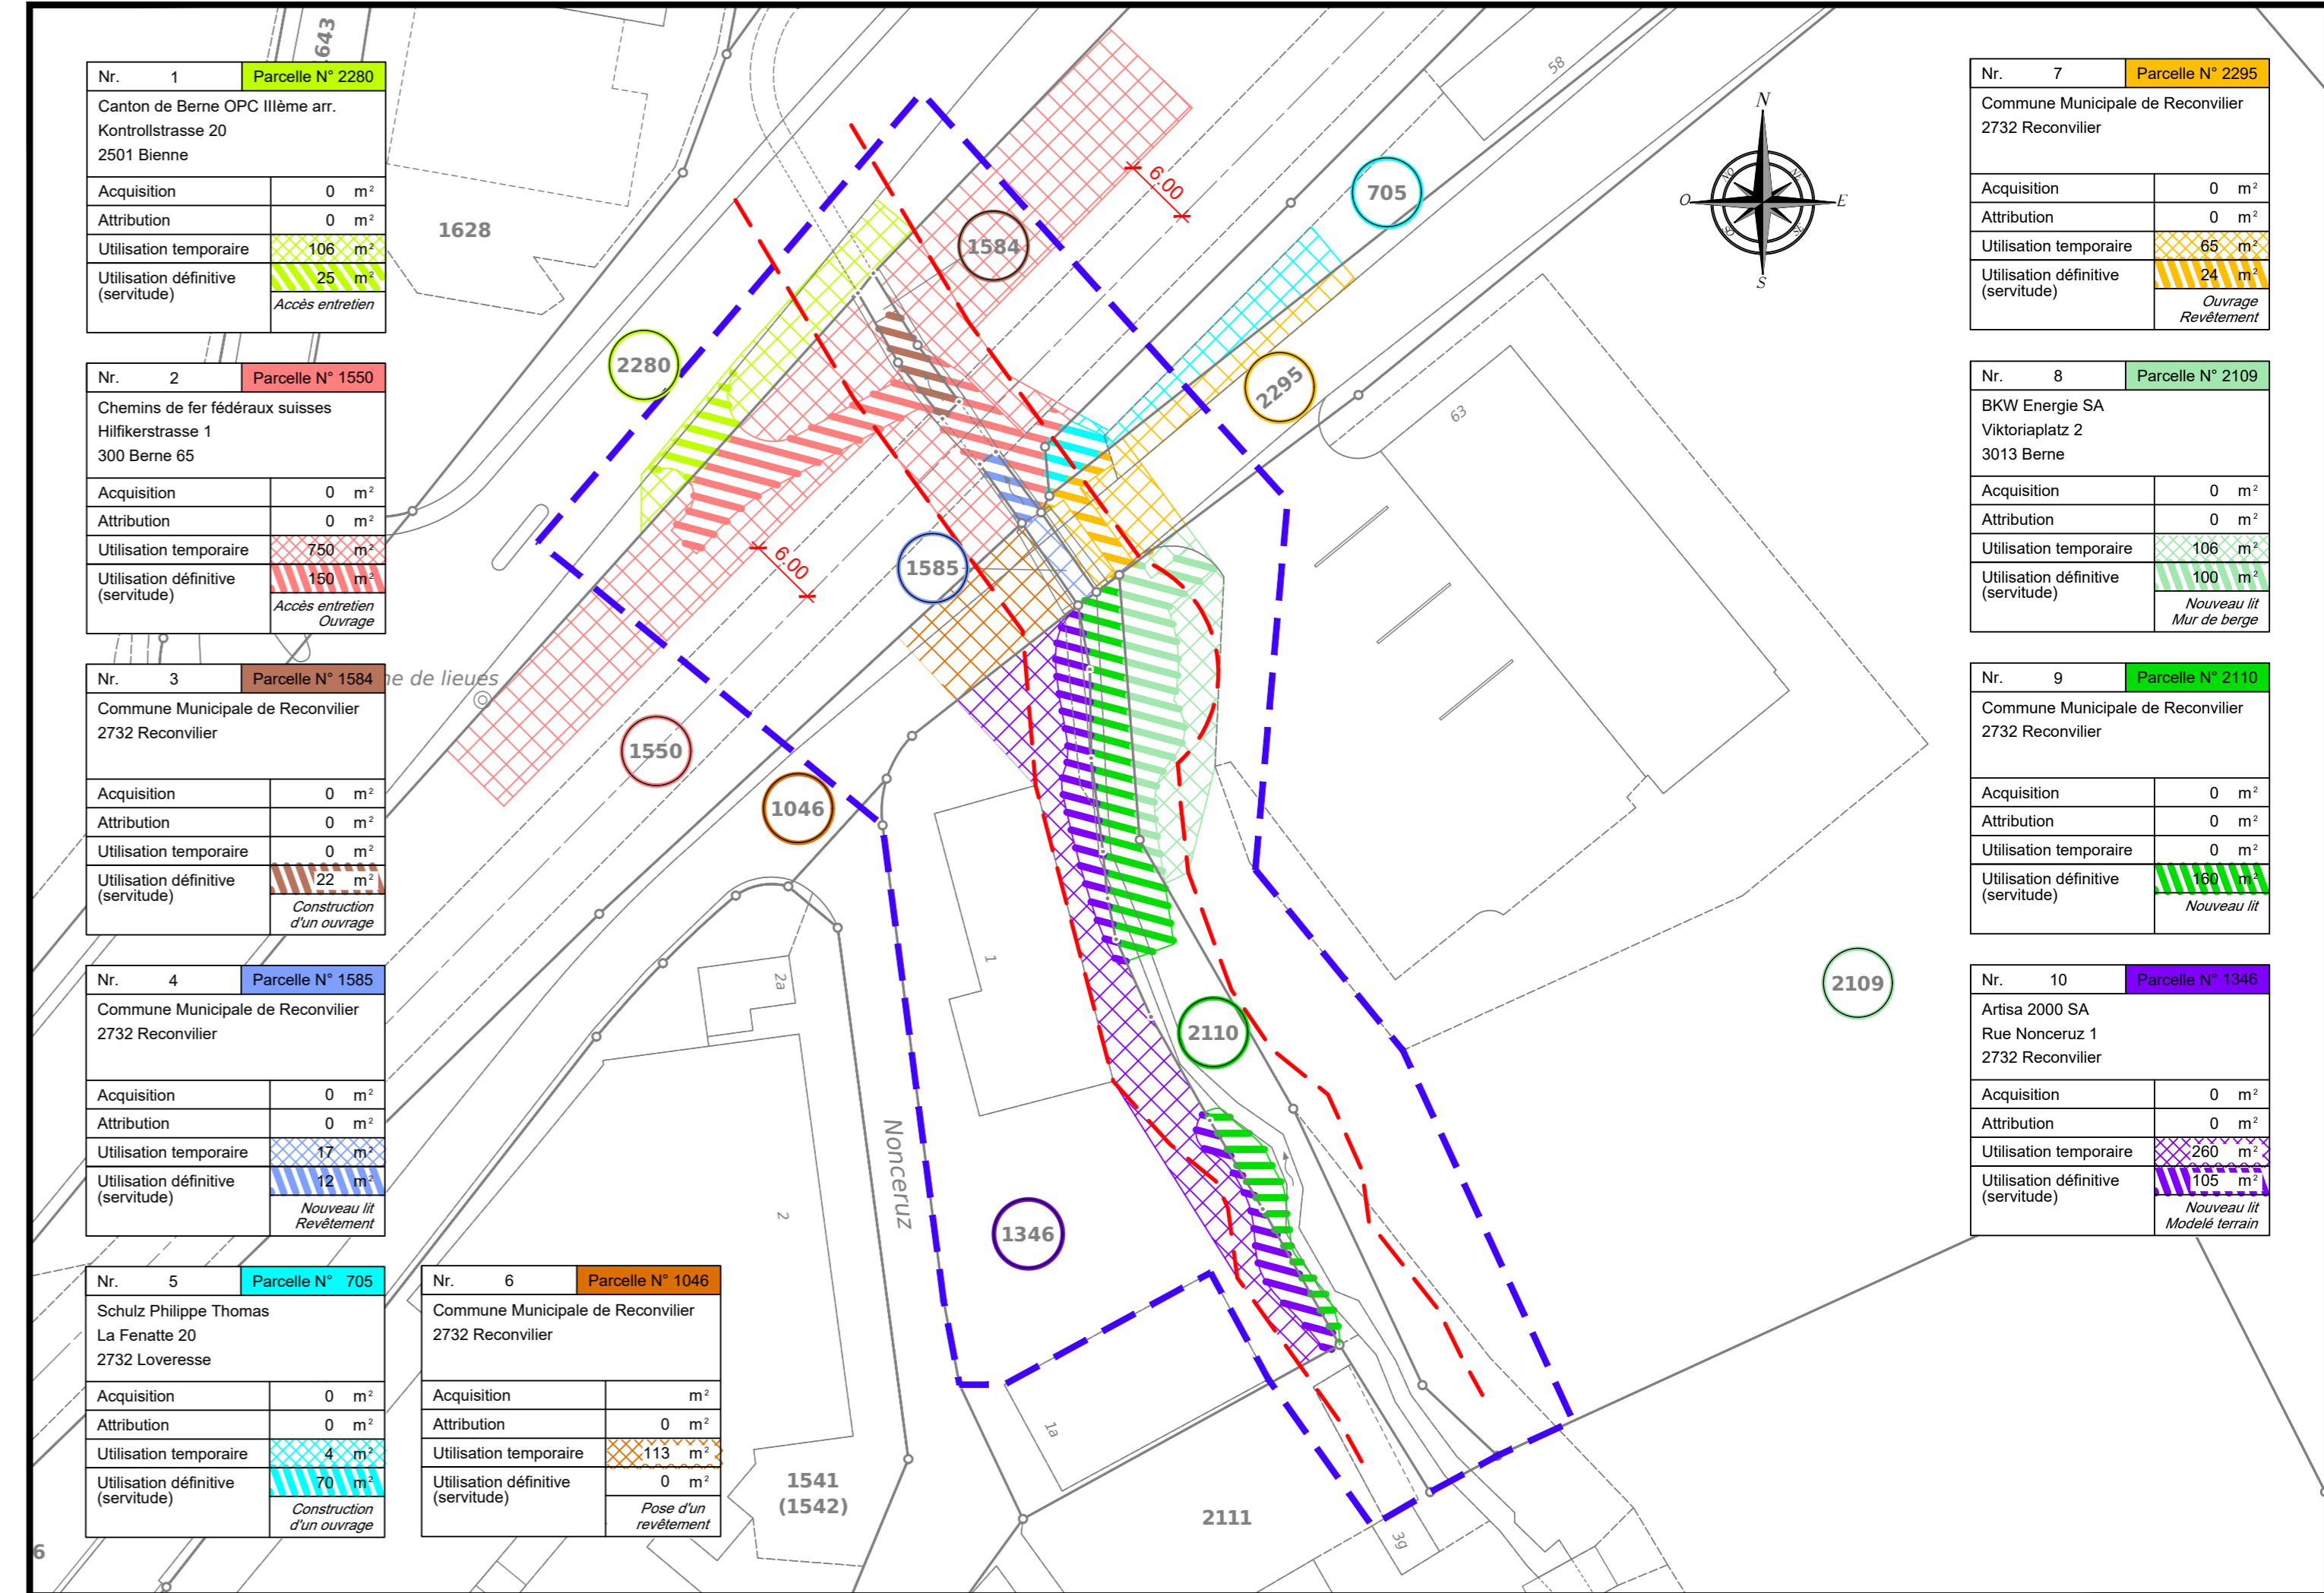 Nr. 1 Parcelle N° 2280
Canton de Berne OPC IIIème arr.
Kontrollstrasse 20
2501 Bienne
Acquisition 0 m²
Attribution 0 m²
Utilisation temporaire 106 m²
Utilisation définitive (servitude) 25 m²
Accès entretien
Nr. 2 Parcelle N° 1550
Chemins de fer fédéraux suisses
Hilfikerstrasse 1
300 Berne 65
Acquisition 0 m²
Attribution 0 m²
Utilisation temporaire 750 m²
Utilisation définitive (servitude) 150 m²
Accès entretien
Ouvrage
Nr. 3 Parcelle N° 1584
Commune Municipale de Reconvilier
2732 Reconvilier
Acquisition 0 m²
Attribution 0 m²
Utilisation temporaire 0 m²
Utilisation définitive (servitude) 22 m²
Construction
d'un ouvrage
Nr. 4 Parcelle N° 1585
Commune Municipale de Reconvilier
2732 Reconvilier
Acquisition 0 m²
Attribution 0 m²
Utilisation temporaire 17 m²
Utilisation définitive (servitude) 12 m²
Nouveau lit
Revêtement
Nr. 5 Parcelle N° 705
Schulz Philippe Thomas
La Fenatte 20
2732 Loveresse
Acquisition 0 m²
Attribution 0 m²
Utilisation temporaire 4 m²
Utilisation définitive (servitude) 70 m²
Construction
d'un ouvrage
Nr. 6 Parcelle N° 1046
Commune Municipale de Reconvilier
2732 Reconvilier
Acquisition m²
Attribution 0 m²
Utilisation temporaire 113 m²
Utilisation définitive (servitude) 0 m²
Pose d'un
revêtement
Nr. 7 Parcelle N° 2295
Commune Municipale de Reconvilier
2732 Reconvilier
Acquisition 0 m²
Attribution 0 m²
Utilisation temporaire 65 m²
Utilisation définitive (servitude) 24 m²
Ouvrage
Revêtement
Nr. 8 Parcelle N° 2109
BKW Energie SA
Viktoriaplatz 2
3013 Berne
Acquisition 0 m²
Attribution 0 m²
Utilisation temporaire 106 m²
Utilisation définitive (servitude) 100 m²
Nouveau lit
Mur de berge
Nr. 9 Parcelle N° 2110
Commune Municipale de Reconvilier
2732 Reconvilier
Acquisition 0 m²
Attribution 0 m²
Utilisation temporaire 0 m²
Utilisation définitive (servitude) 160 m²
Nouveau lit
Nr. 10 Parcelle N° 1346
Artisa 2000 SA
Rue Nonceruz 1
2732 Reconvilier
Acquisition 0 m²
Attribution 0 m²
Utilisation temporaire 260 m²
Utilisation définitive (servitude) 105 m²
Nouveau lit
Modelé terrain
1643
1628
58
N
NO
NE
O
E
SO
SE
S
705
6.00
1584
2280
2295
63
6.00
1585
ne de lieues
1550
1046
2109
1
2a
2110
Nonceruz
2
1346
1a
1541
(1542)
2111
3g
6